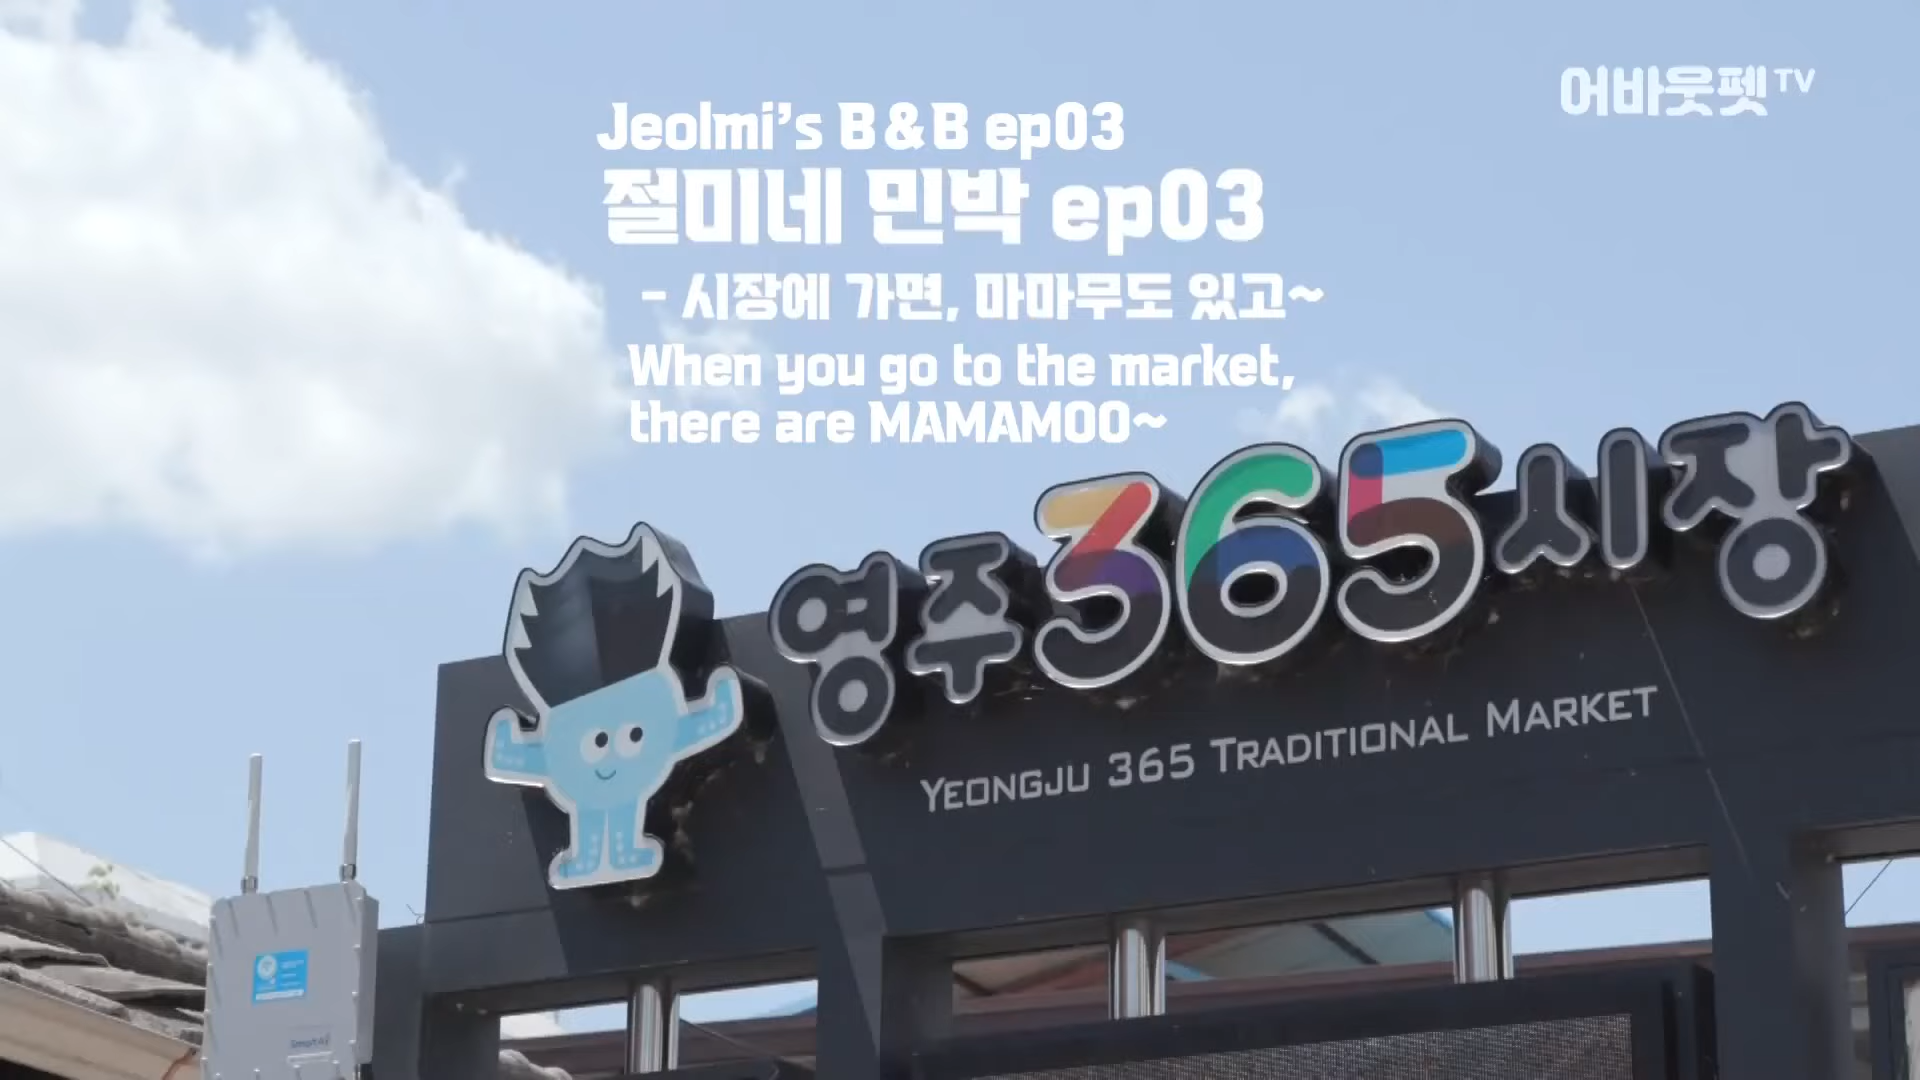 어바웃펫 TV
Jeolmi's B&B ep03
절미네 민박 ep03
- 시장에 가면, 마마무도 있고~
When you go to the market,
there are MAMAMOO~
영주365시장
YEONGJU 365 TRADITIONAL MARKET